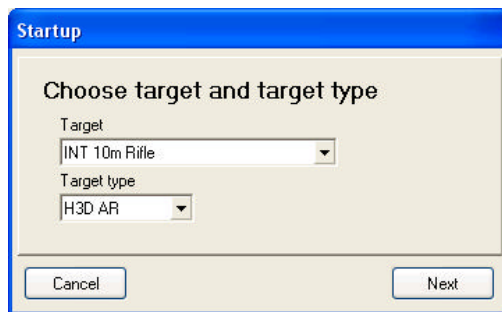 Startup
Choose target and target type
Target
INT 10m Rifle
Target type
H3D AR
Cancel
Next